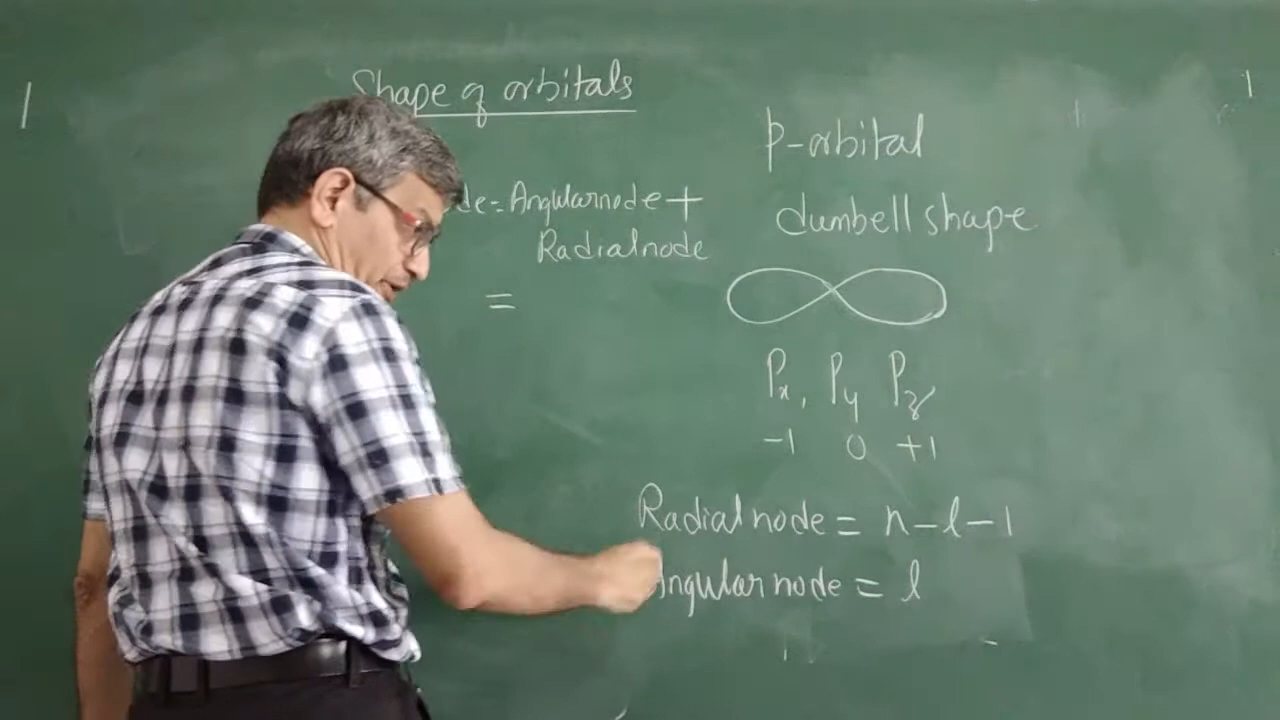 Shape of orbitals
de = Angular node +
Radial node
=
p-orbital
dumbell shape
Px, Py Pz
-1 0 +1
Radial node = n-l-1
Angular node = l